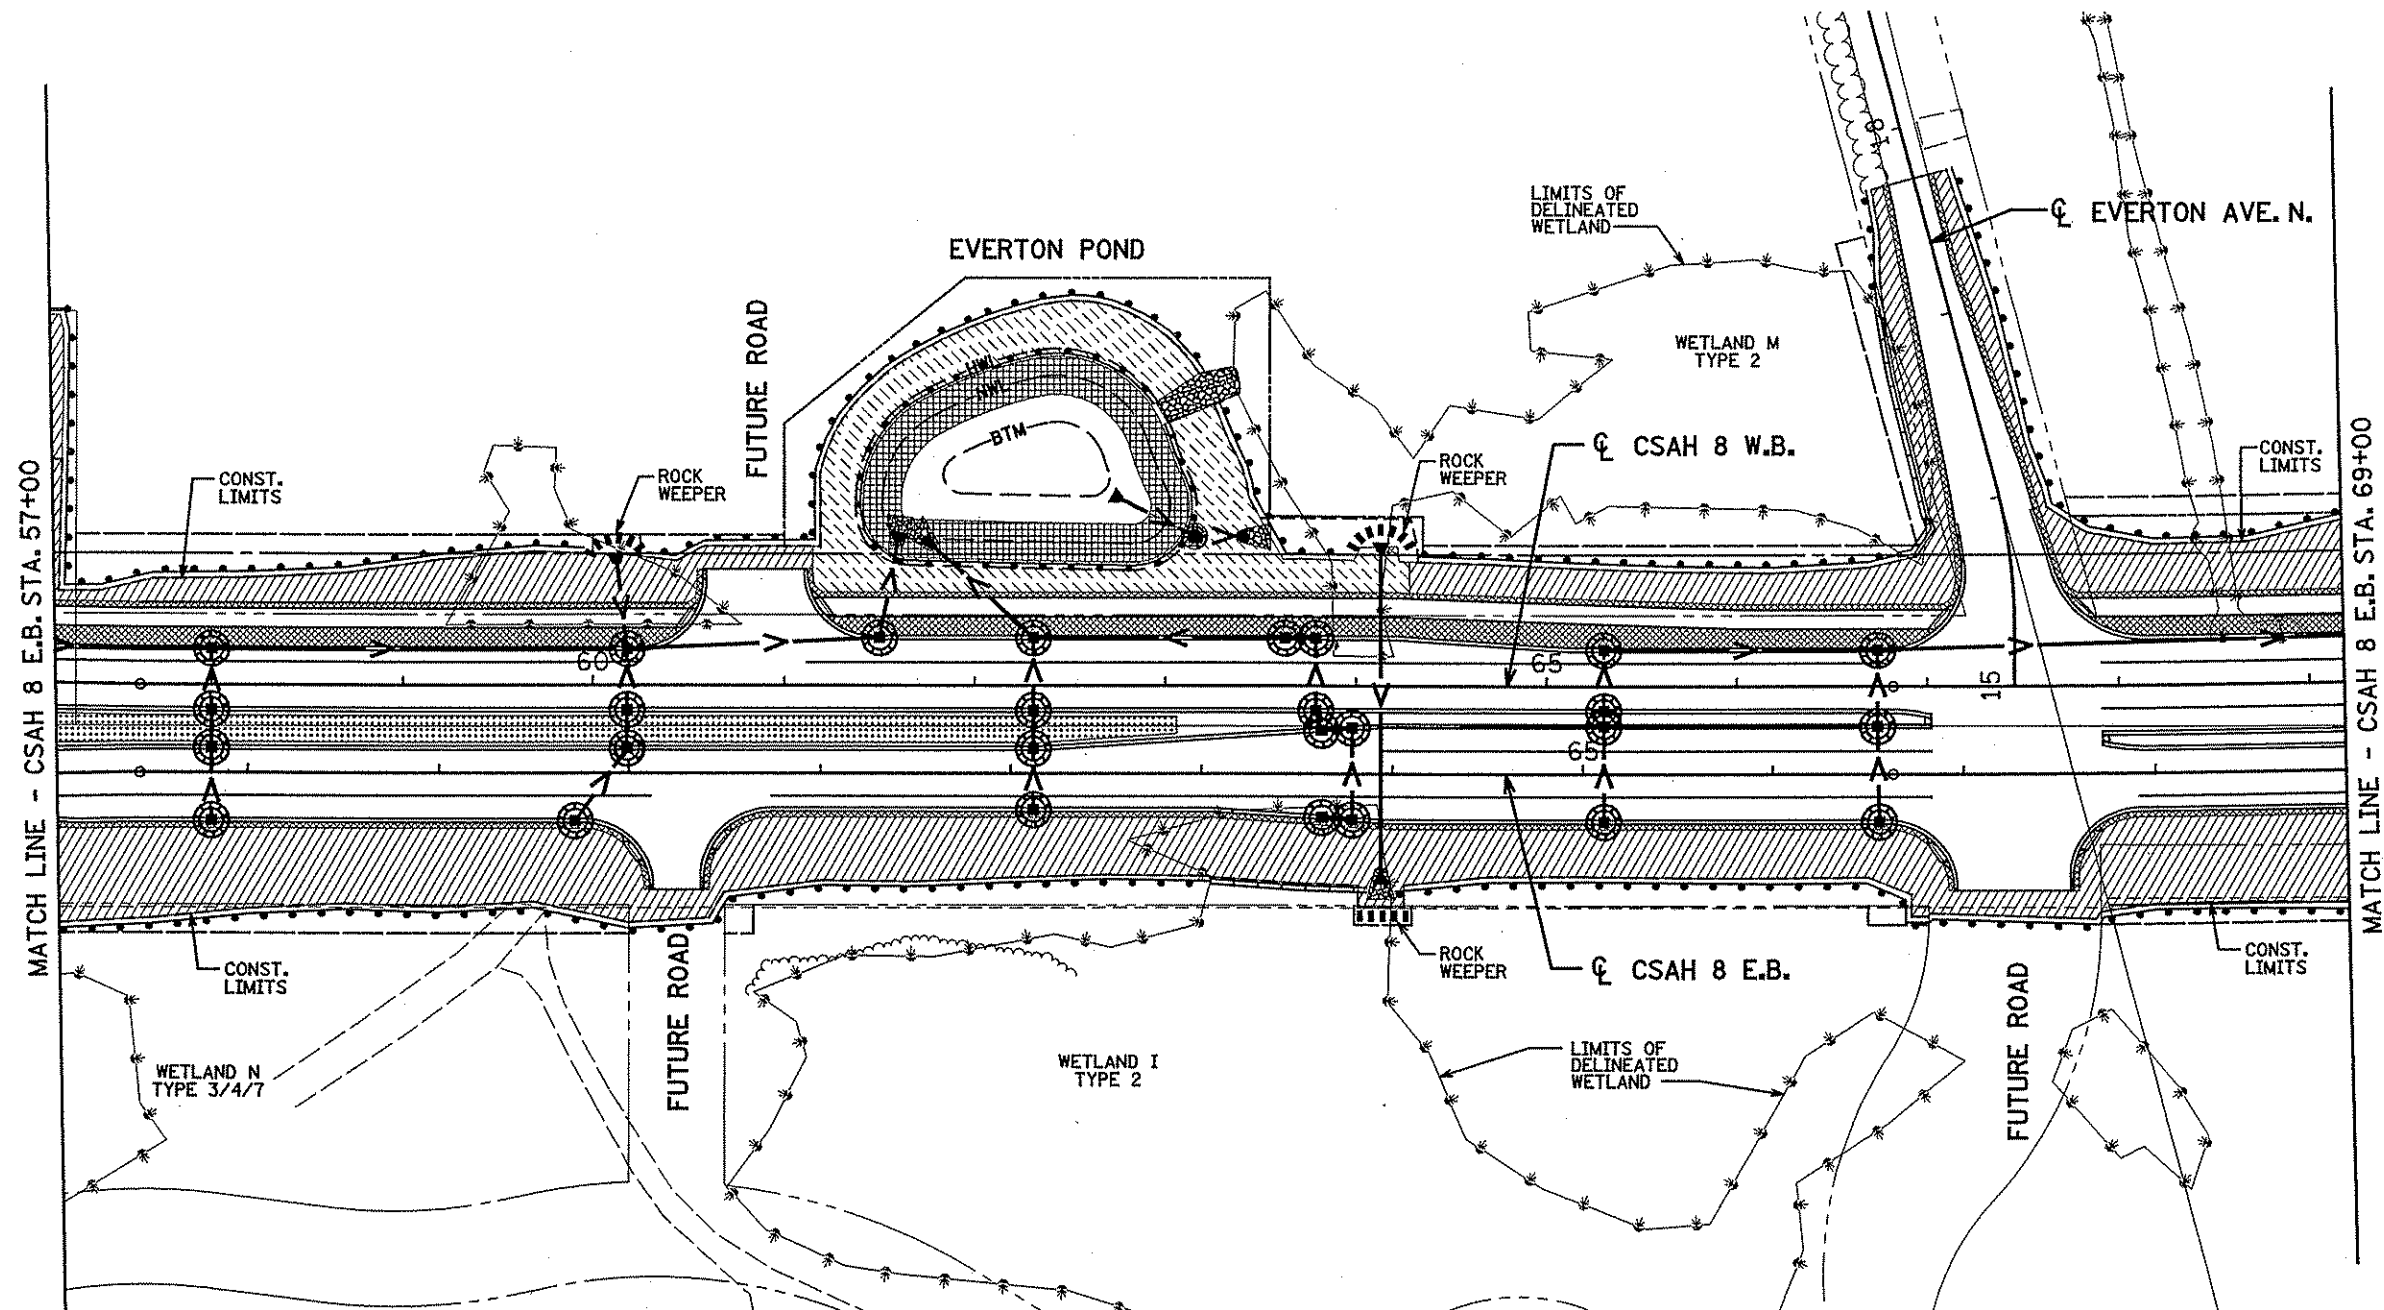 18
LIMITS OF
DELINEATED
WETLAND
℄ EVERTON AVE. N.
EVERTON POND
FUTURE ROAD
WETLAND M
TYPE 2
HWL
NWL
BTM
℄ CSAH 8 W.B.
CONST.
LIMITS
ROCK
WEEPER
ROCK
WEEPER
CONST.
LIMITS
MATCH LINE - CSAH 8 E.B. STA. 57+00
MATCH LINE - CSAH 8 E.B. STA. 69+00
60
65
15
65
CONST.
LIMITS
ROCK
WEEPER
℄ CSAH 8 E.B.
CONST.
LIMITS
FUTURE ROAD
FUTURE ROAD
WETLAND N
TYPE 3/4/7
WETLAND I
TYPE 2
LIMITS OF
DELINEATED
WETLAND